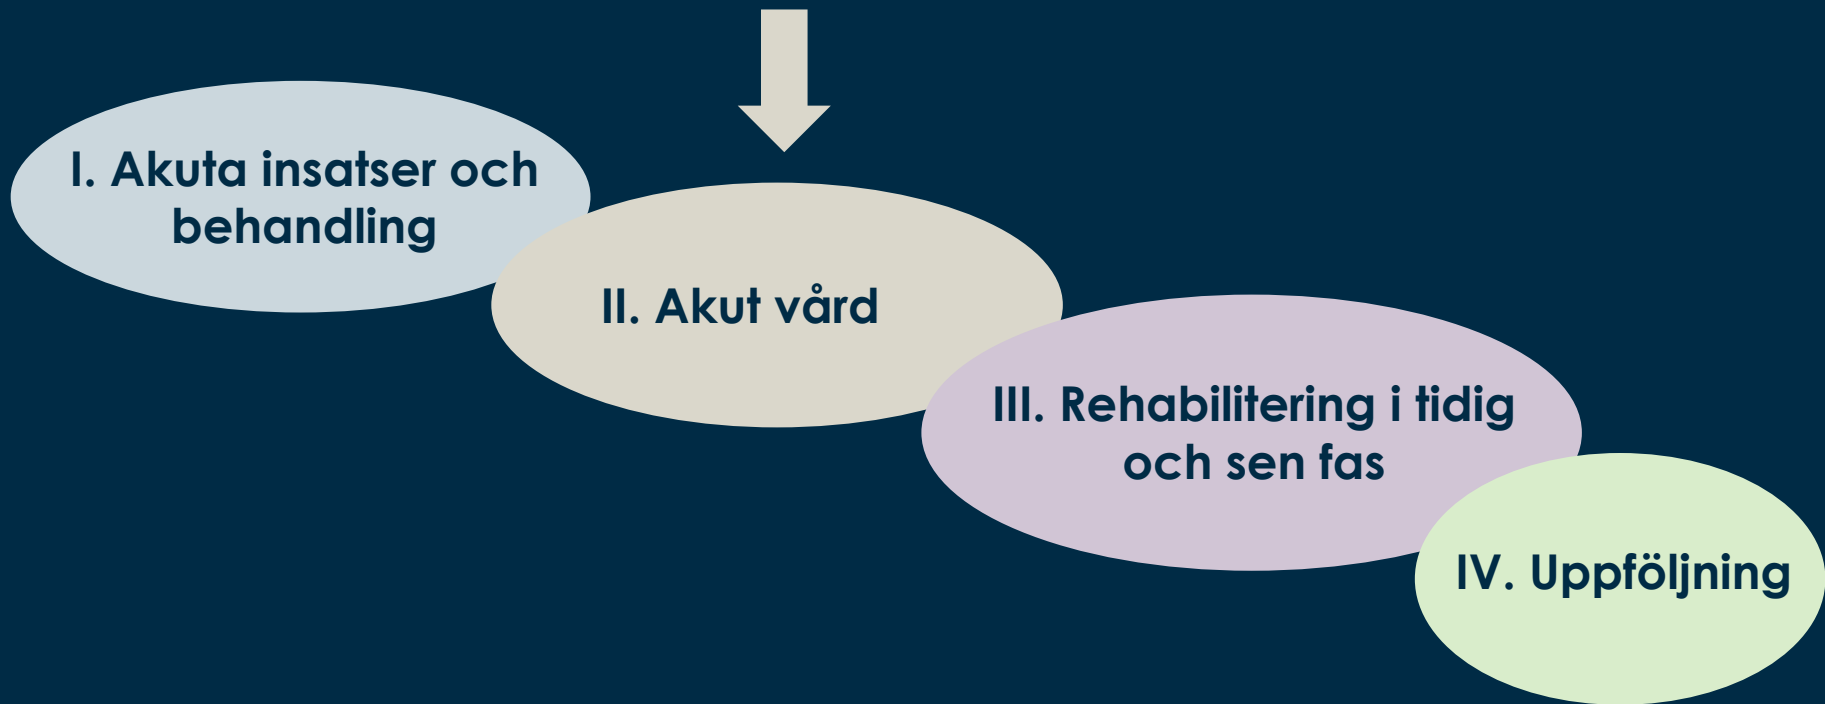 I. Akuta insatser och
behandling
II. Akut vård
III. Rehabilitering i tidig
och sen fas
IV. Uppföljning